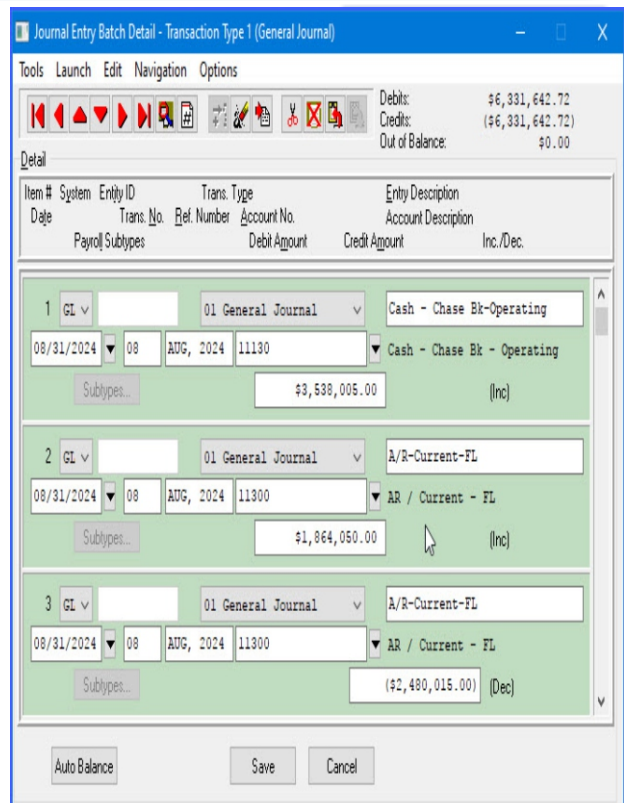 Journal Entry Batch Detail - Transaction Type 1 (General Journal)
Tools Launch Edit Navigation Options
Debits: $6,331,642.72
Credits: ($6,331,642.72)
Out of Balance: $0.00
Detail
Item # System Entity ID Trans. Type Entry Description
Date Trans. No. Ref. Number Account No. Account Description
Payroll Subtypes Debit Amount Credit Amount Inc./Dec.
1 GL 01 General Journal Cash - Chase Bk-Operating
08/31/2024 08 AUG, 2024 11130 Cash - Chase Bk - Operating
Subtypes... $3,538,005.00 (Inc)
2 GL 01 General Journal A/R-Current-FL
08/31/2024 08 AUG, 2024 11300 AR / Current - FL
Subtypes... $1,864,050.00 (Inc)
3 GL 01 General Journal A/R-Current-FL
08/31/2024 08 AUG, 2024 11300 AR / Current - FL
Subtypes... ($2,480,015.00) (Dec)
Auto Balance Save Cancel